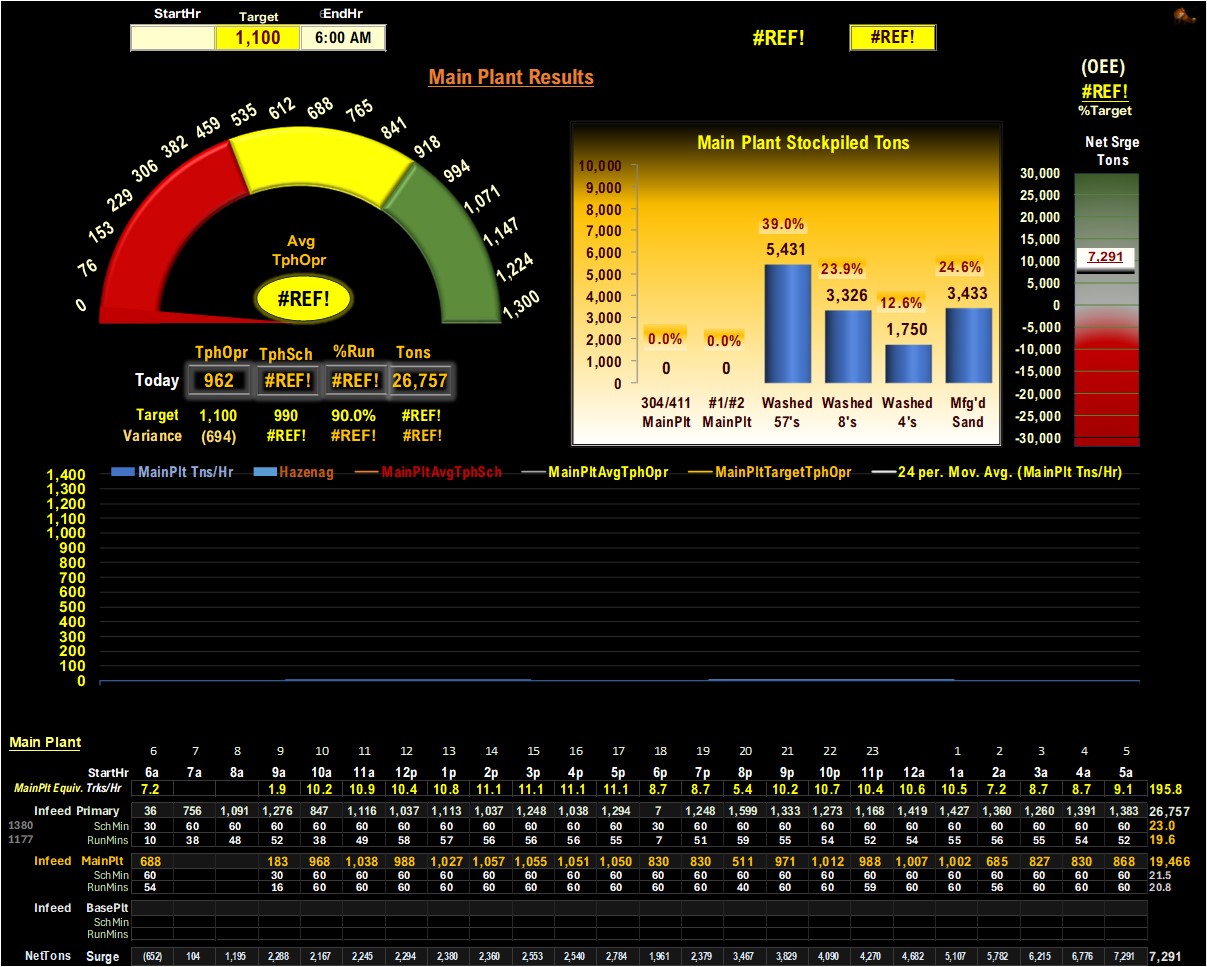 StartHr Target EndHr
1,100 6:00 AM
#REF! #REF!
Main Plant Results
(OEE)
#REF!
%Target
0 76 153 229 306 382 459 535 612 688 765 841 918 994 1,071 1,147 1,224 1,300
Avg
TphOpr
#REF!
TphOpr TphSch %Run Tons
Today 962 #REF! #REF! 26,757
Target 1,100 990 90.0% #REF!
Variance (694) #REF! #REF! #REF!
Main Plant Stockpiled Tons
10,000
9,000
8,000
7,000
6,000
5,000
4,000
3,000
2,000
1,000
0
0.0% 0.0% 39.0% 23.9% 12.6% 24.6%
0 0 5,431 3,326 1,750 3,433
304/411 #1/#2 Washed Washed Washed Mfg'd
MainPlt MainPlt 57's 8's 4's Sand
Net Srge
Tons
30,000
25,000
20,000
15,000
10,000
5,000
0
-5,000
-10,000
-15,000
-20,000
-25,000
-30,000
7,291
MainPlt Tns/Hr Hazenag MainPltAvgTphSch MainPltAvgTphOpr MainPltTargetTphOpr 24 per. Mov. Avg. (MainPlt Tns/Hr)
1,400
1,300
1,200
1,100
1,000
900
800
700
600
500
400
300
200
100
0
Main Plant
6 7 8 9 10 11 12 13 14 15 16 17 18 19 20 21 22 23 1 2 3 4 5
StartHr 6a 7a 8a 9a 10a 11a 12p 1p 2p 3p 4p 5p 6p 7p 8p 9p 10p 11p 12a 1a 2a 3a 4a 5a
MainPlt Equiv. Trks/Hr 7.2 1.9 10.2 10.9 10.4 10.8 11.1 11.1 11.1 11.1 8.7 8.7 5.4 10.2 10.7 10.4 10.6 10.5 7.2 8.7 8.7 9.1 195.8
Infeed Primary 36 756 1,091 1,276 847 1,116 1,037 1,113 1,037 1,248 1,038 1,294 7 1,248 1,599 1,333 1,273 1,168 1,419 1,427 1,360 1,260 1,391 1,383 26,757
1380 SchMin 30 60 60 60 60 60 60 60 60 60 60 60 30 60 60 60 60 60 60 60 60 60 60 60 23.0
1177 RunMins 10 38 48 52 38 49 58 57 56 56 56 55 7 51 59 55 54 52 54 55 56 55 54 52 19.6
Infeed MainPlt 688 183 968 1,038 988 1,027 1,057 1,055 1,051 1,050 830 830 511 971 1,012 988 1,007 1,002 685 827 830 868 19,466
SchMin 60 30 60 60 60 60 60 60 60 60 60 60 60 60 60 60 60 60 60 60 60 60 21.5
RunMins 54 16 60 60 60 60 60 60 60 60 60 60 40 60 60 59 60 60 56 60 60 60 20.8
Infeed BasePlt
SchMin
RunMins
NetTons Surge (652) 104 1,195 2,288 2,167 2,245 2,294 2,380 2,360 2,553 2,540 2,784 1,961 2,379 3,467 3,829 4,090 4,270 4,682 5,107 5,782 6,215 6,776 7,291 7,291